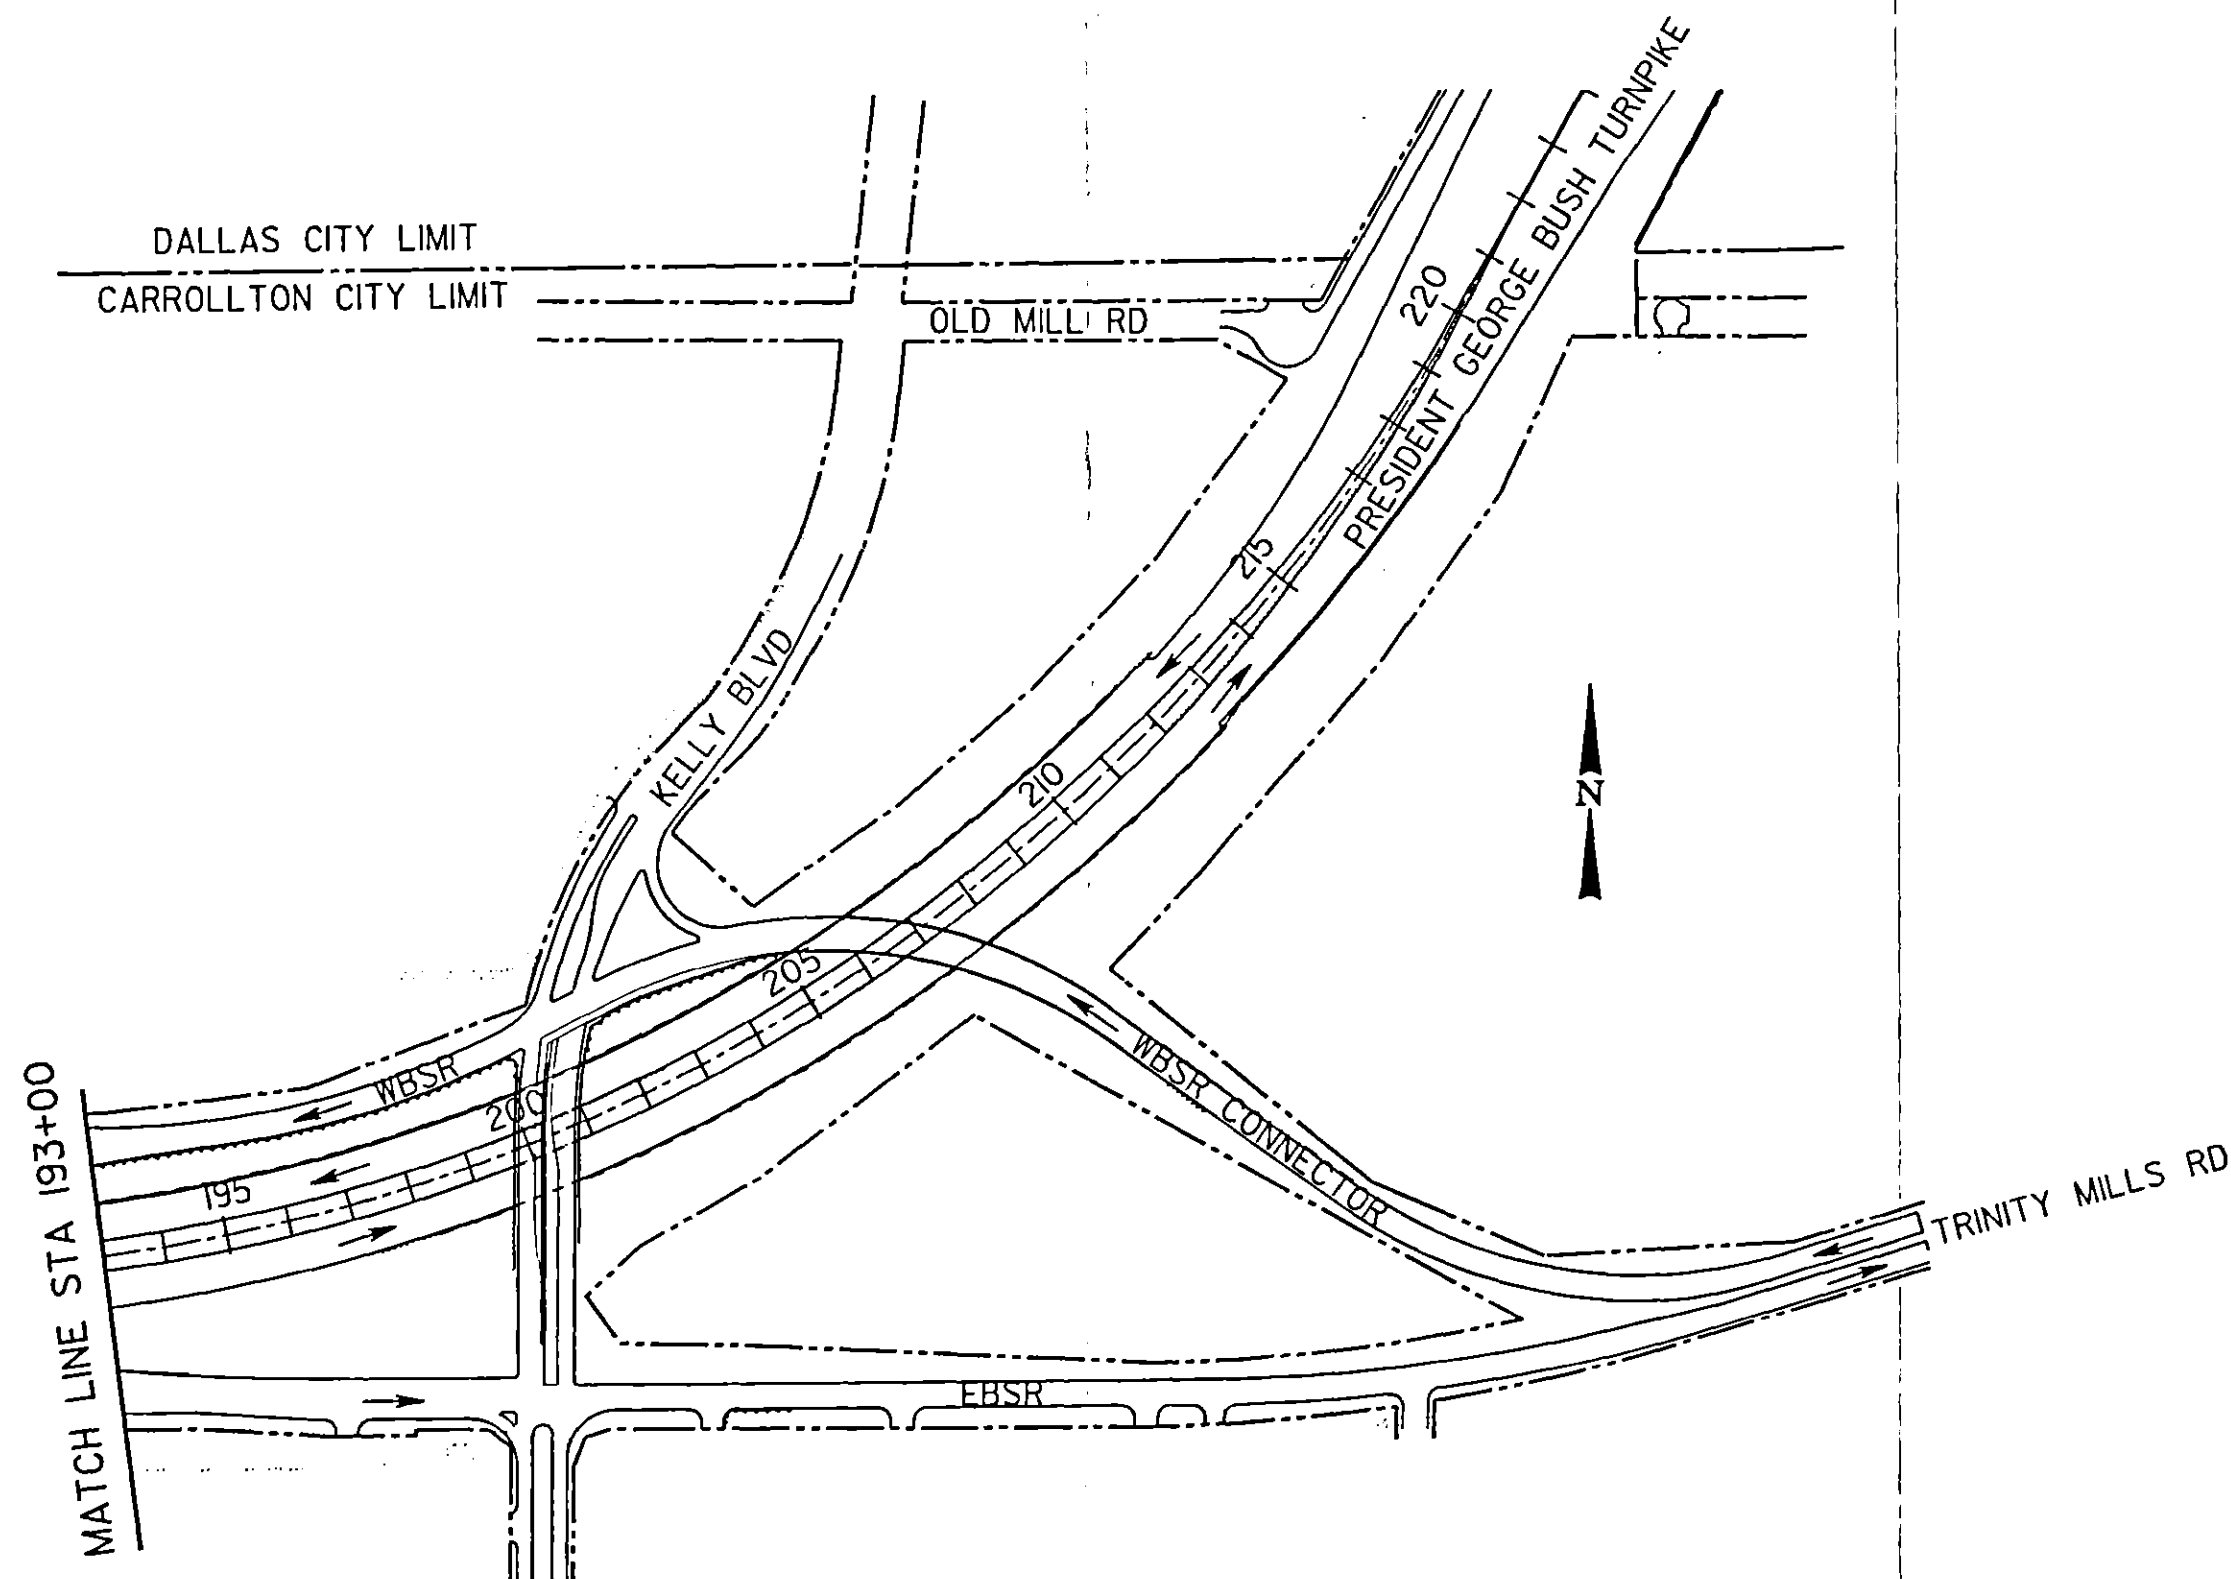 PRESIDENT GEORGE BUSH TURNPIKE
DALLAS CITY LIMIT
CARROLLTON CITY LIMIT
OLD MILL RD
220
215
KELLY BLVD
210
N
205
WBSR
200
WBSR CONNECTOR
195
TRINITY MILLS RD
EBSR
MATCH LINE STA 193+00